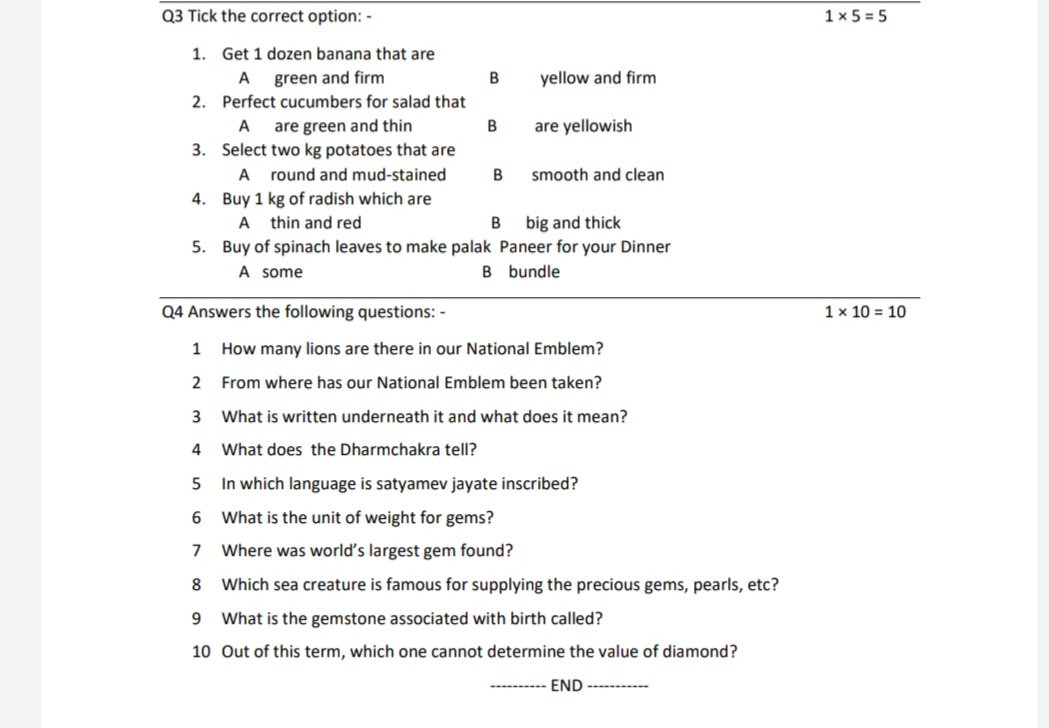 Q3 Tick the correct option: - 1 × 5 = 5
1. Get 1 dozen banana that are
A green and firm B yellow and firm
2. Perfect cucumbers for salad that
A are green and thin B are yellowish
3. Select two kg potatoes that are
A round and mud-stained B smooth and clean
4. Buy 1 kg of radish which are
A thin and red B big and thick
5. Buy of spinach leaves to make palak Paneer for your Dinner
A some B bundle
Q4 Answers the following questions: - 1 × 10 = 10
1 How many lions are there in our National Emblem?
2 From where has our National Emblem been taken?
3 What is written underneath it and what does it mean?
4 What does the Dharmchakra tell?
5 In which language is satyamev jayate inscribed?
6 What is the unit of weight for gems?
7 Where was world's largest gem found?
8 Which sea creature is famous for supplying the precious gems, pearls, etc?
9 What is the gemstone associated with birth called?
10 Out of this term, which one cannot determine the value of diamond?
---------- END -----------